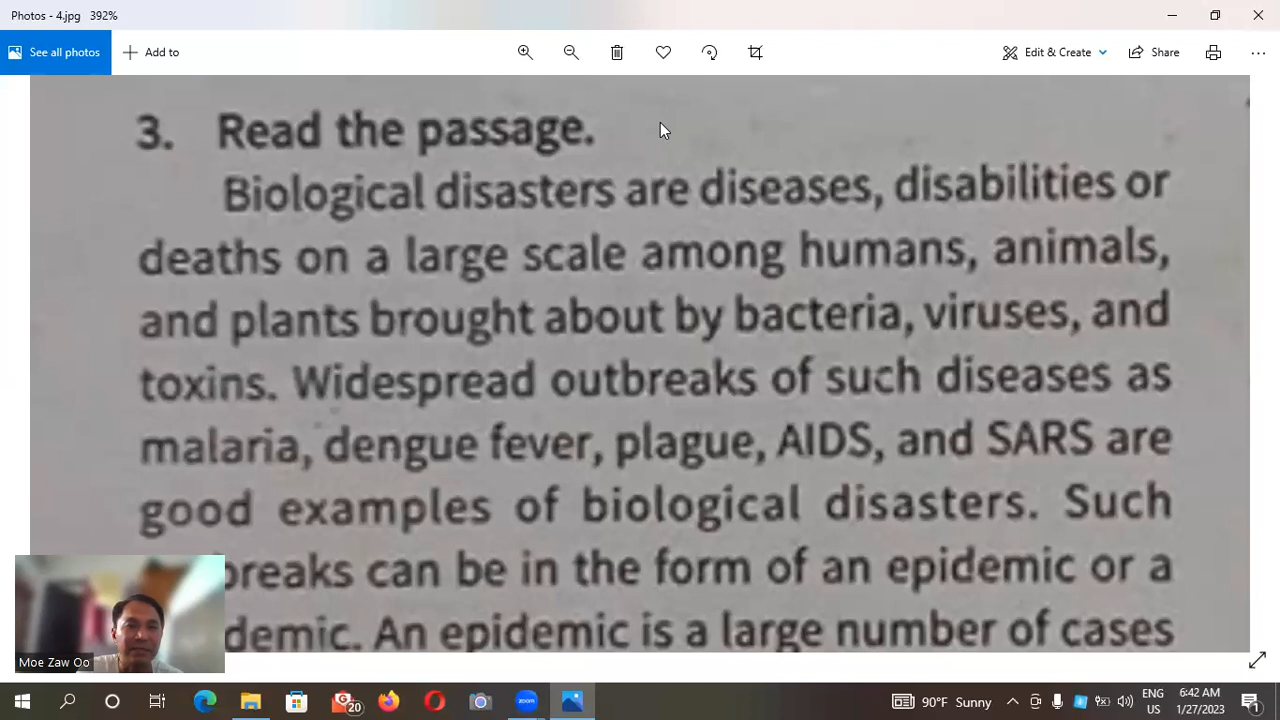 Photos - 4.jpg 392%
See all photos
Add to
Edit & Create
Share
3. Read the passage.
Biological disasters are diseases, disabilities or
deaths on a large scale among humans, animals,
and plants brought about by bacteria, viruses, and
toxins. Widespread outbreaks of such diseases as
malaria, dengue fever, plague, AIDS, and SARS are
good examples of biological disasters. Such
breaks can be in the form of an epidemic or a
demic. An epidemic is a large number of cases
Moe Zaw Oo
20
zoom
90°F Sunny
ENG
US
6:42 AM
1/27/2023
1